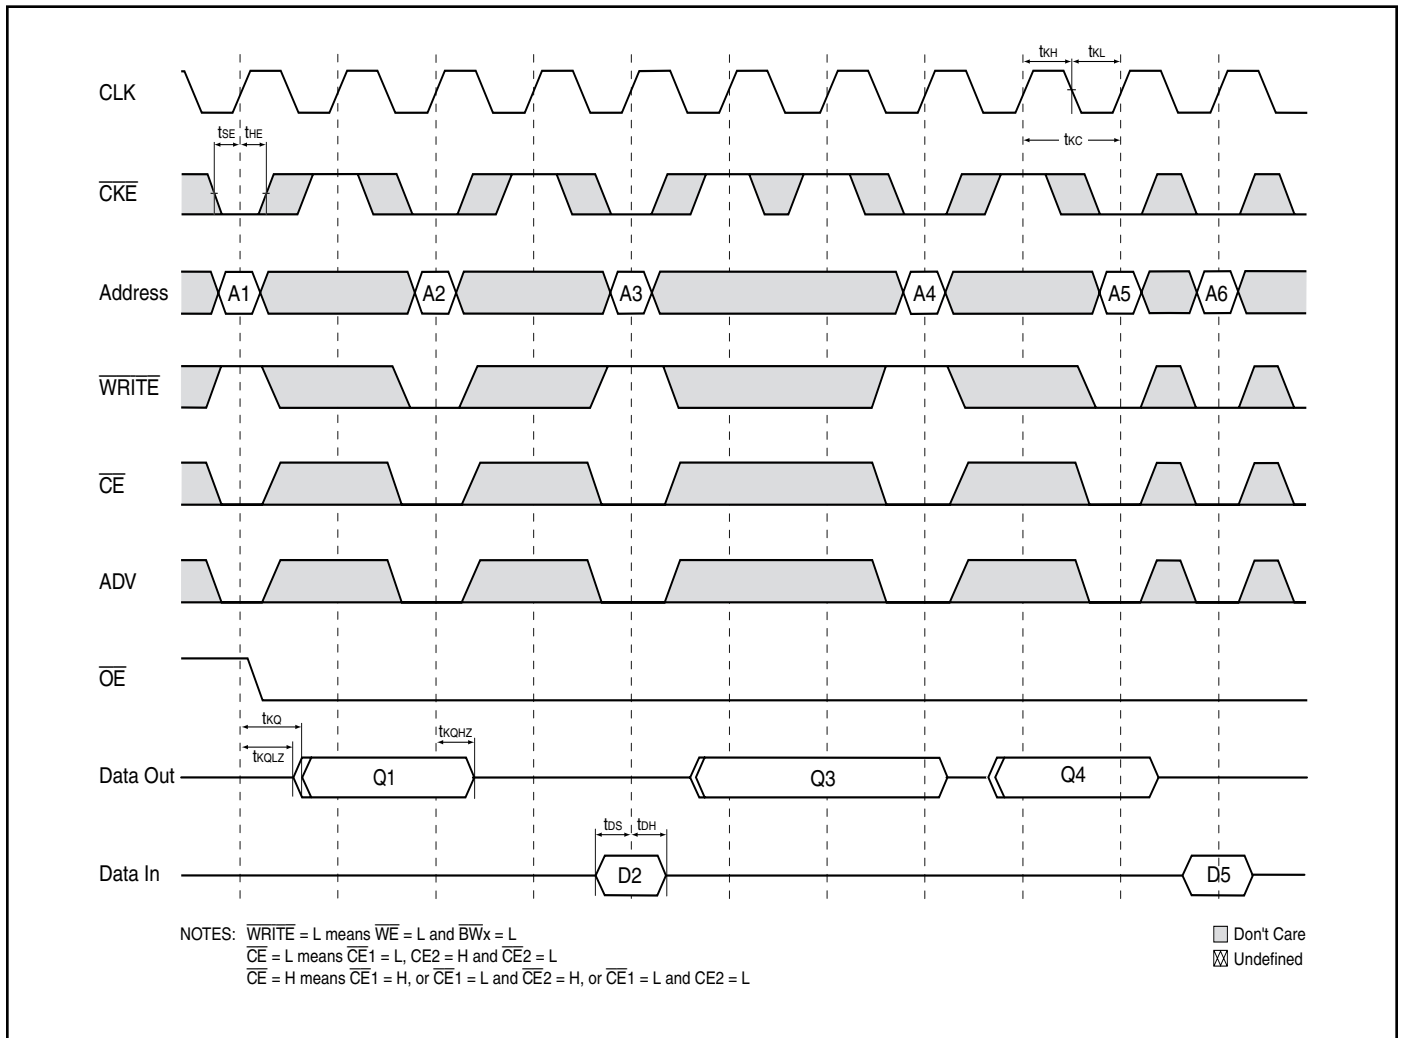 tKH tKL
CLK
tSE tHE
tKC
CKE
Address A1 A2 A3 A4 A5 A6
WRITE
CE
ADV
OE
tKQ
tKQLZ tKQHZ
Data Out Q1 Q3 Q4
tDS tDH
Data In D2 D5
NOTES: WRITE = L means WE = L and BWx = L
CE = L means CE1 = L, CE2 = H and CE2 = L
CE = H means CE1 = H, or CE1 = L and CE2 = H, or CE1 = L and CE2 = L
Don't Care
Undefined